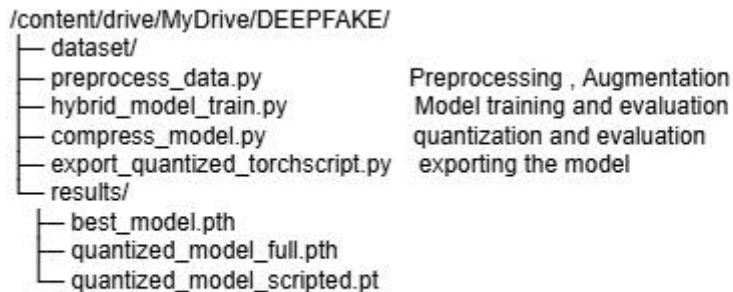 /content/drive/MyDrive/DEEPFAKE/
├─ dataset/
├─ preprocess_data.py Preprocessing , Augmentation
├─ hybrid_model_train.py Model training and evaluation
├─ compress_model.py quantization and evaluation
├─ export_quantized_torchscript.py exporting the model
└─ results/
├─ best_model.pth
├─ quantized_model_full.pth
└─ quantized_model_scripted.pt